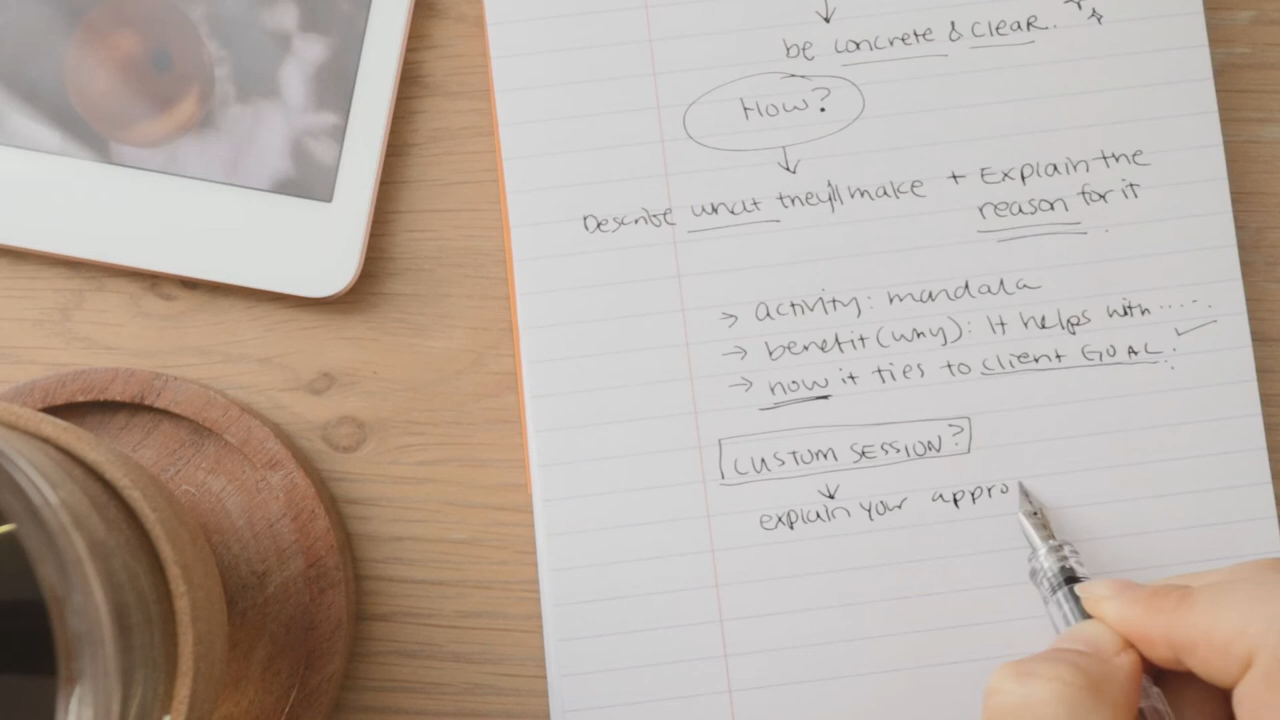 be concrete & clear.
How?
Describe what they'll make + Explain the
reason for it
→ activity: mandala
→ benefit (why): It helps with .....
→ how it ties to client GOAL.
CUSTOM SESSION?
explain your appro